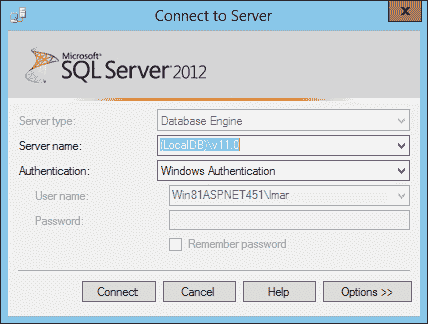 Connect to Server
x
Microsoft
SQL Server 2012
Server type:
Database Engine
Server name:
(LocalDB)\v11.0
Authentication:
Windows Authentication
User name:
Win81ASPNET451\Imar
Password:
Remember password
Connect
Cancel
Help
Options >>